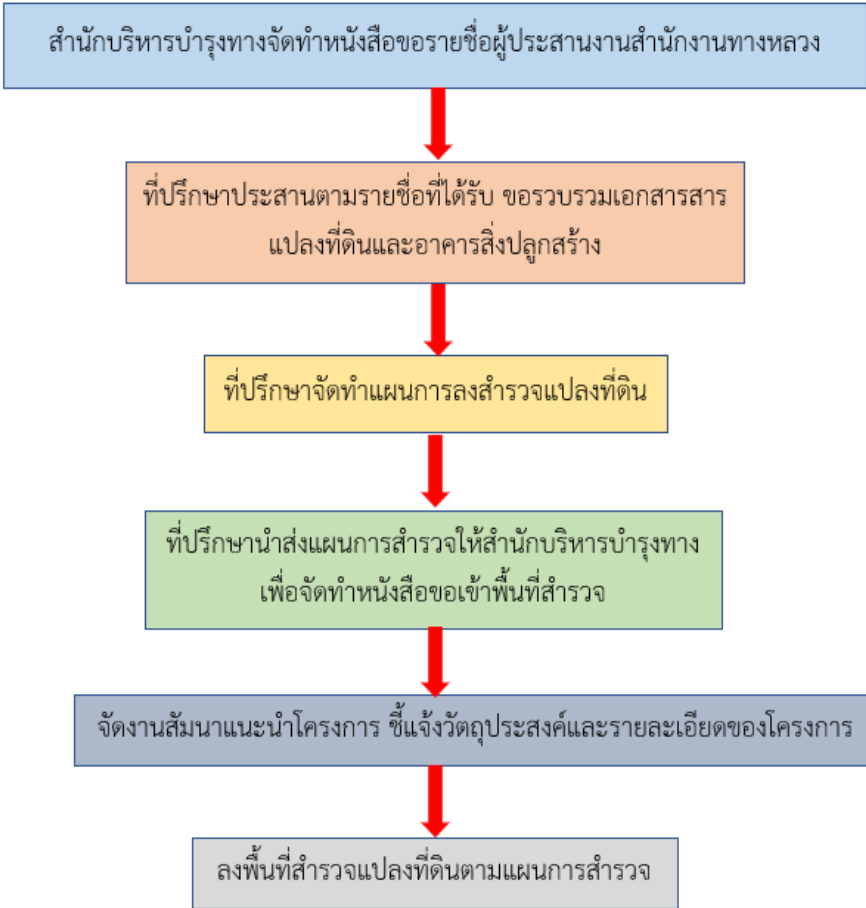 สำนักบริหารบำรุงทางจัดทำหนังสือขอรายชื่อผู้ประสานงานสำนักงานทางหลวง
ที่ปรึกษาประสานตามรายชื่อที่ได้รับ ขอรวบรวมเอกสารสาร
แปลงที่ดินและอาคารสิ่งปลูกสร้าง
ที่ปรึกษาจัดทำแผนการลงสำรวจแปลงที่ดิน
ที่ปรึกษานำส่งแผนการสำรวจให้สำนักบริหารบำรุงทาง
เพื่อจัดทำหนังสือขอเข้าพื้นที่สำรวจ
จัดงานสัมนาแนะนำโครงการ ชี้แจ้งวัตถุประสงค์และรายละเอียดของโครงการ
ลงพื้นที่สำรวจแปลงที่ดินตามแผนการสำรวจ